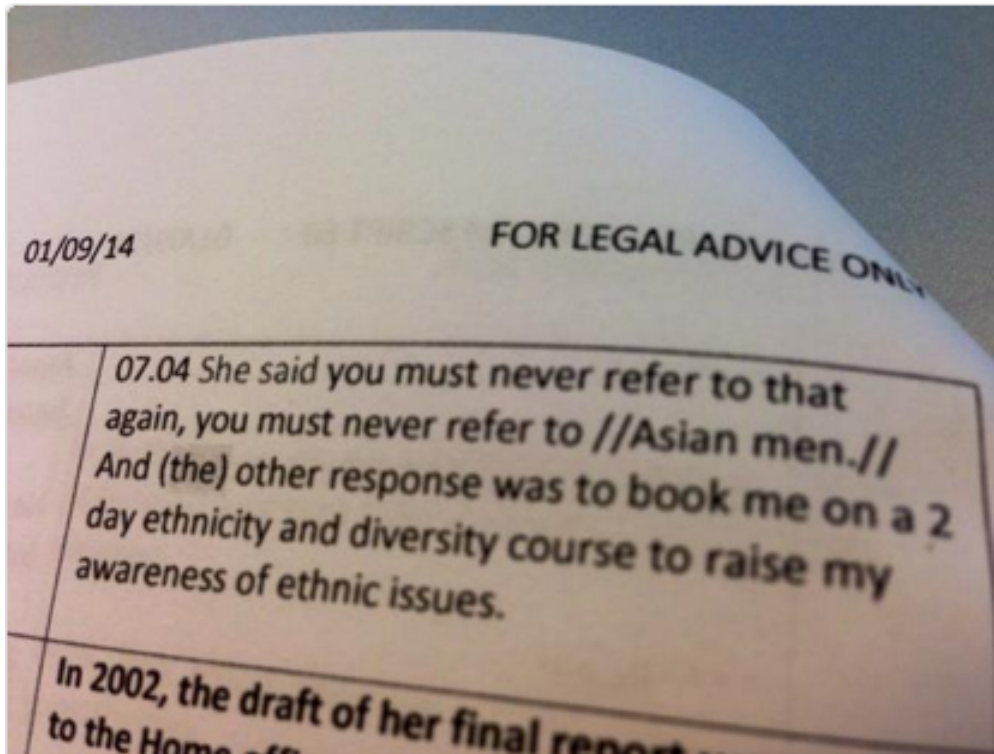 01/09/14 FOR LEGAL ADVICE ONLY
07.04 She said you must never refer to that
again, you must never refer to //Asian men.//
And (the) other response was to book me on a 2
day ethnicity and diversity course to raise my
awareness of ethnic issues.
In 2002, the draft of her final report
to the Home